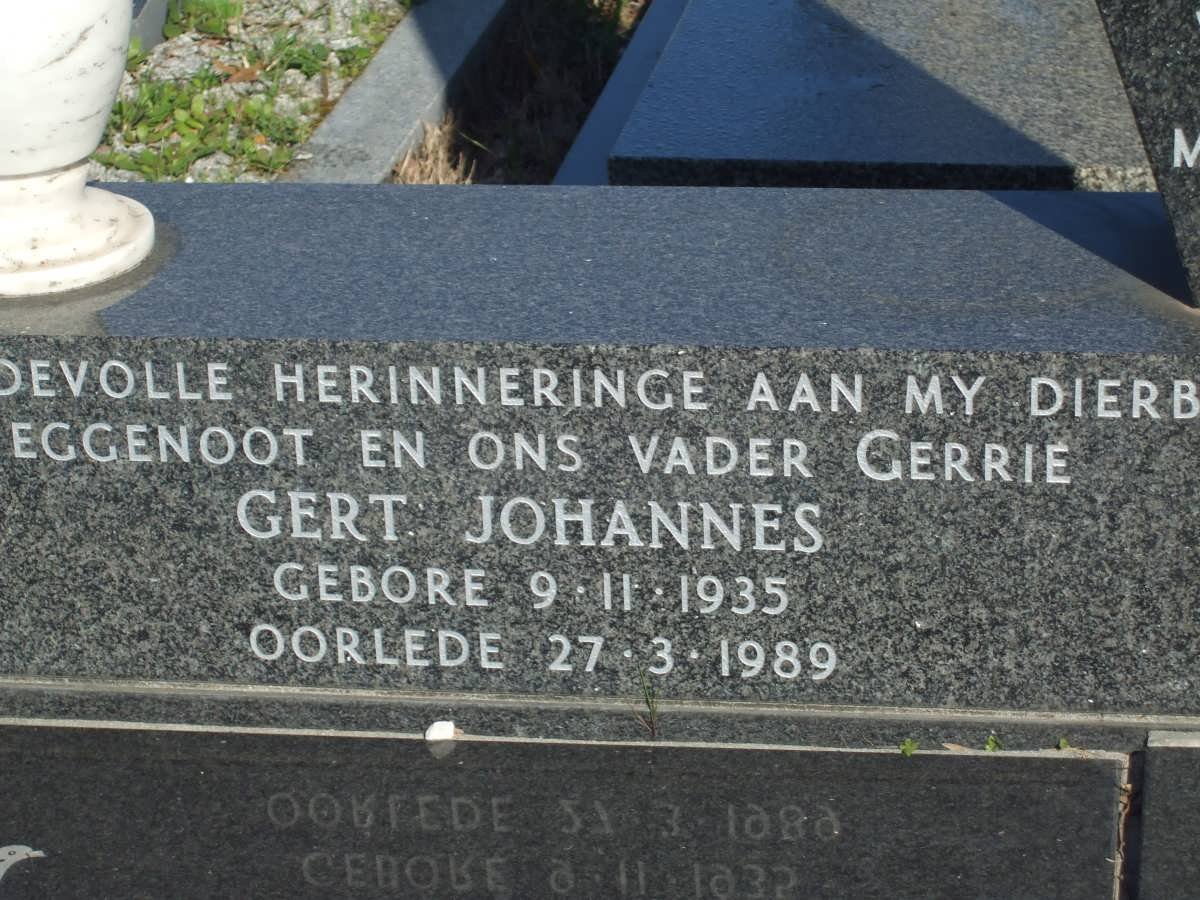 DEVOLLE HERINNERINGE AAN MY DIERB
EGGENOOT EN ONS VADER GERRIE
GERT JOHANNES
GEBORE 9·11·1935
OORLEDE 27·3·1989
M